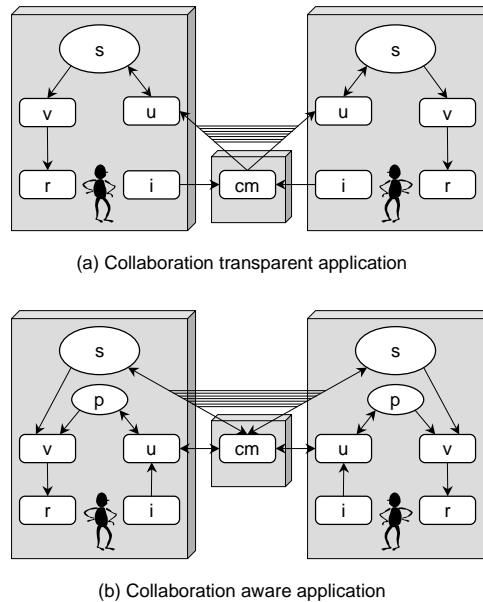 s s
v u u v
r i cm i r
(a) Collaboration transparent application
s s
p p
v u cm u v
r i i r
(b) Collaboration aware application